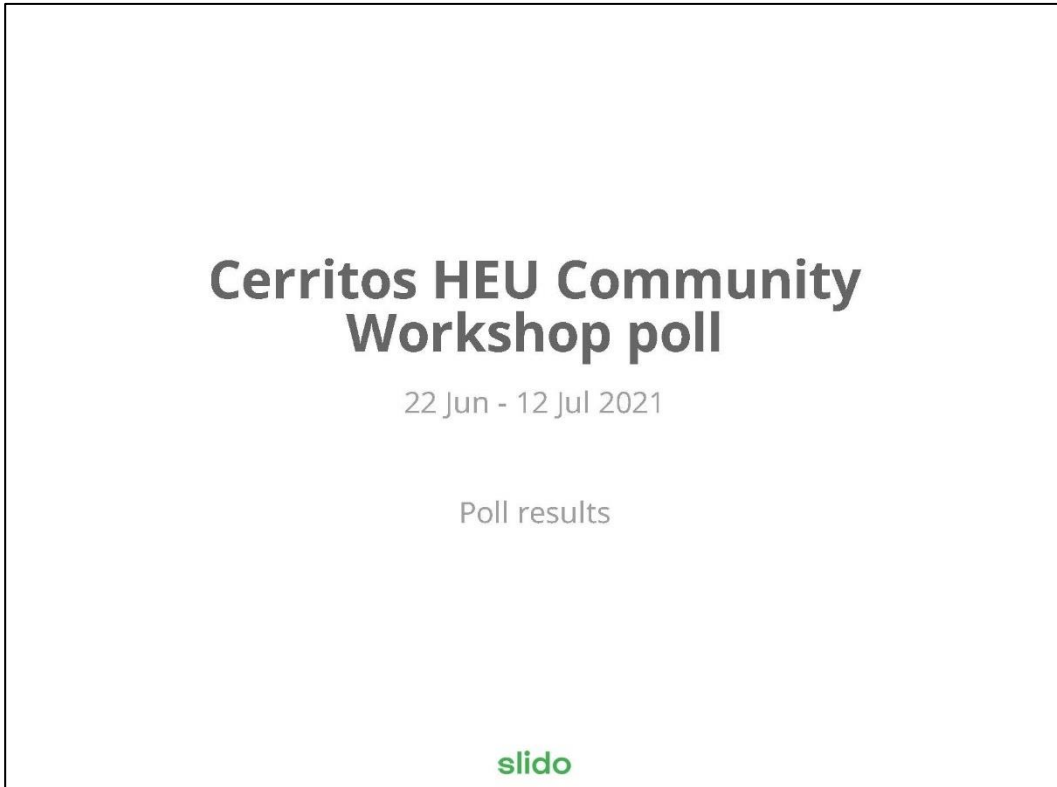 Cerritos HEU Community
Workshop poll
22 Jun - 12 Jul 2021
Poll results
slido